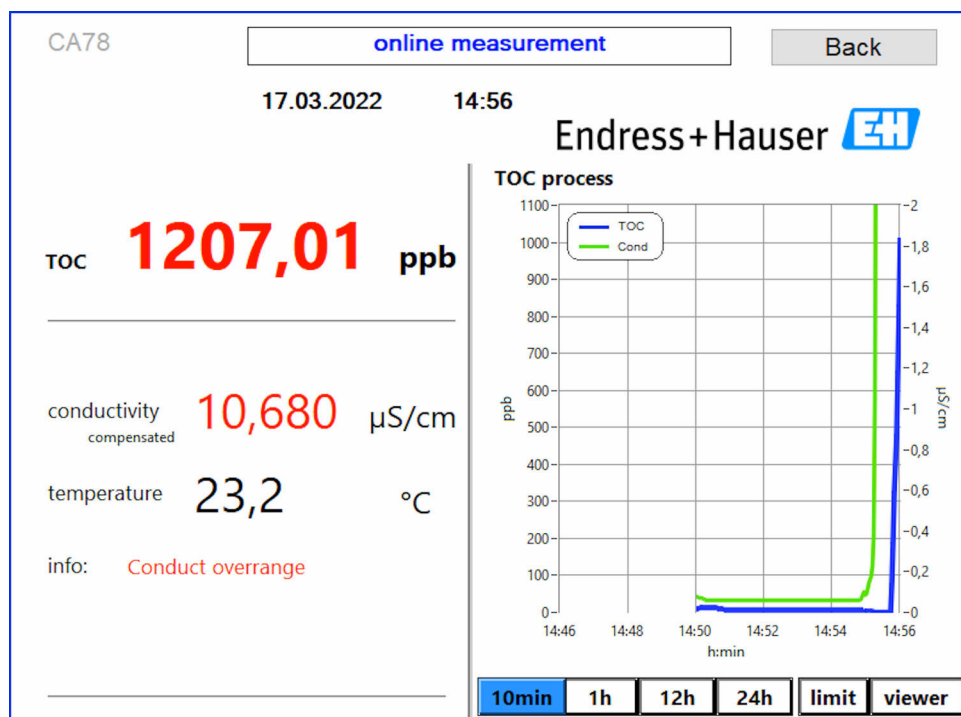 CA78
online measurement
Back
17.03.2022 14:56
Endress+Hauser EH
TOC 1207,01 ppb
conductivity 10,680 µS/cm
compensated
temperature 23,2 °C
info: Conduct overrange
TOC process
TOC
Cond
1100
1000
900
800
700
600
500
400
300
200
100
0
ppb
2
1,8
1,6
1,4
1,2
1
0,8
0,6
0,4
0,2
0
µS/cm
14:46 14:48 14:50 14:52 14:54 14:56
h:min
10min 1h 12h 24h limit viewer